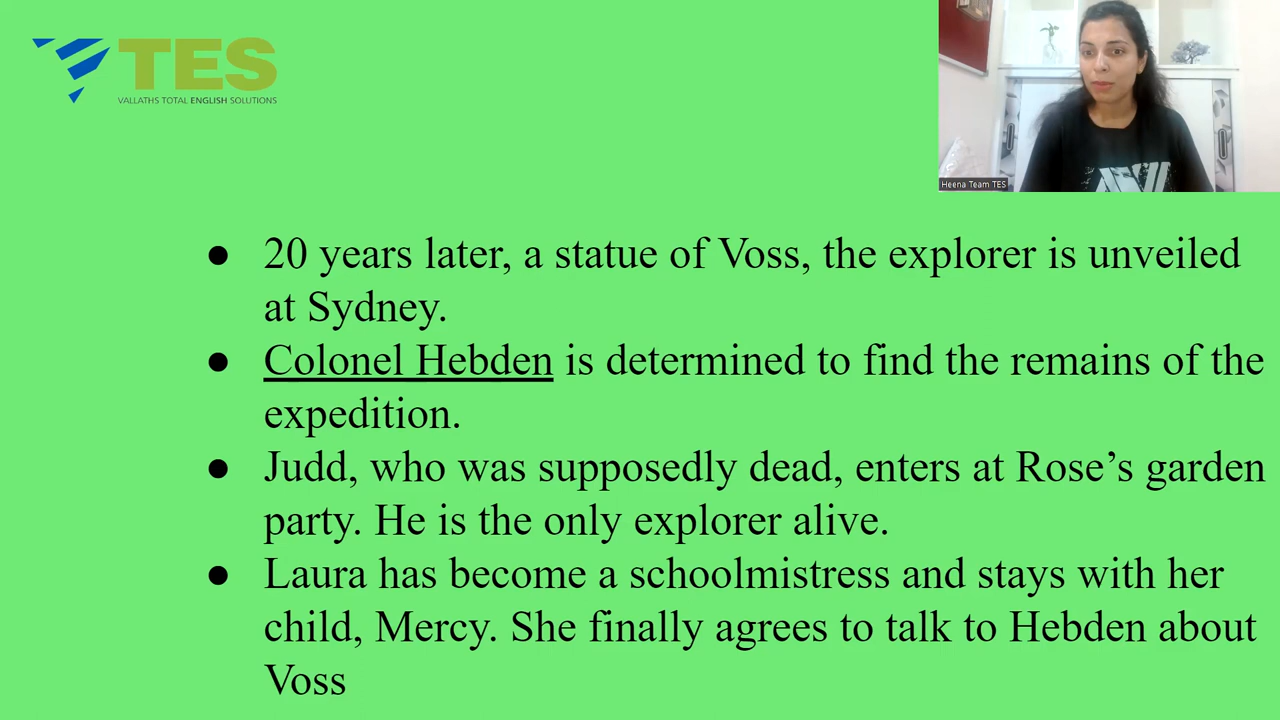 TES
VALLATHS TOTAL ENGLISH SOLUTIONS
Heena Team TES
● 20 years later, a statue of Voss, the explorer is unveiled
at Sydney.
● Colonel Hebden is determined to find the remains of the
expedition.
● Judd, who was supposedly dead, enters at Rose’s garden
party. He is the only explorer alive.
● Laura has become a schoolmistress and stays with her
child, Mercy. She finally agrees to talk to Hebden about
Voss